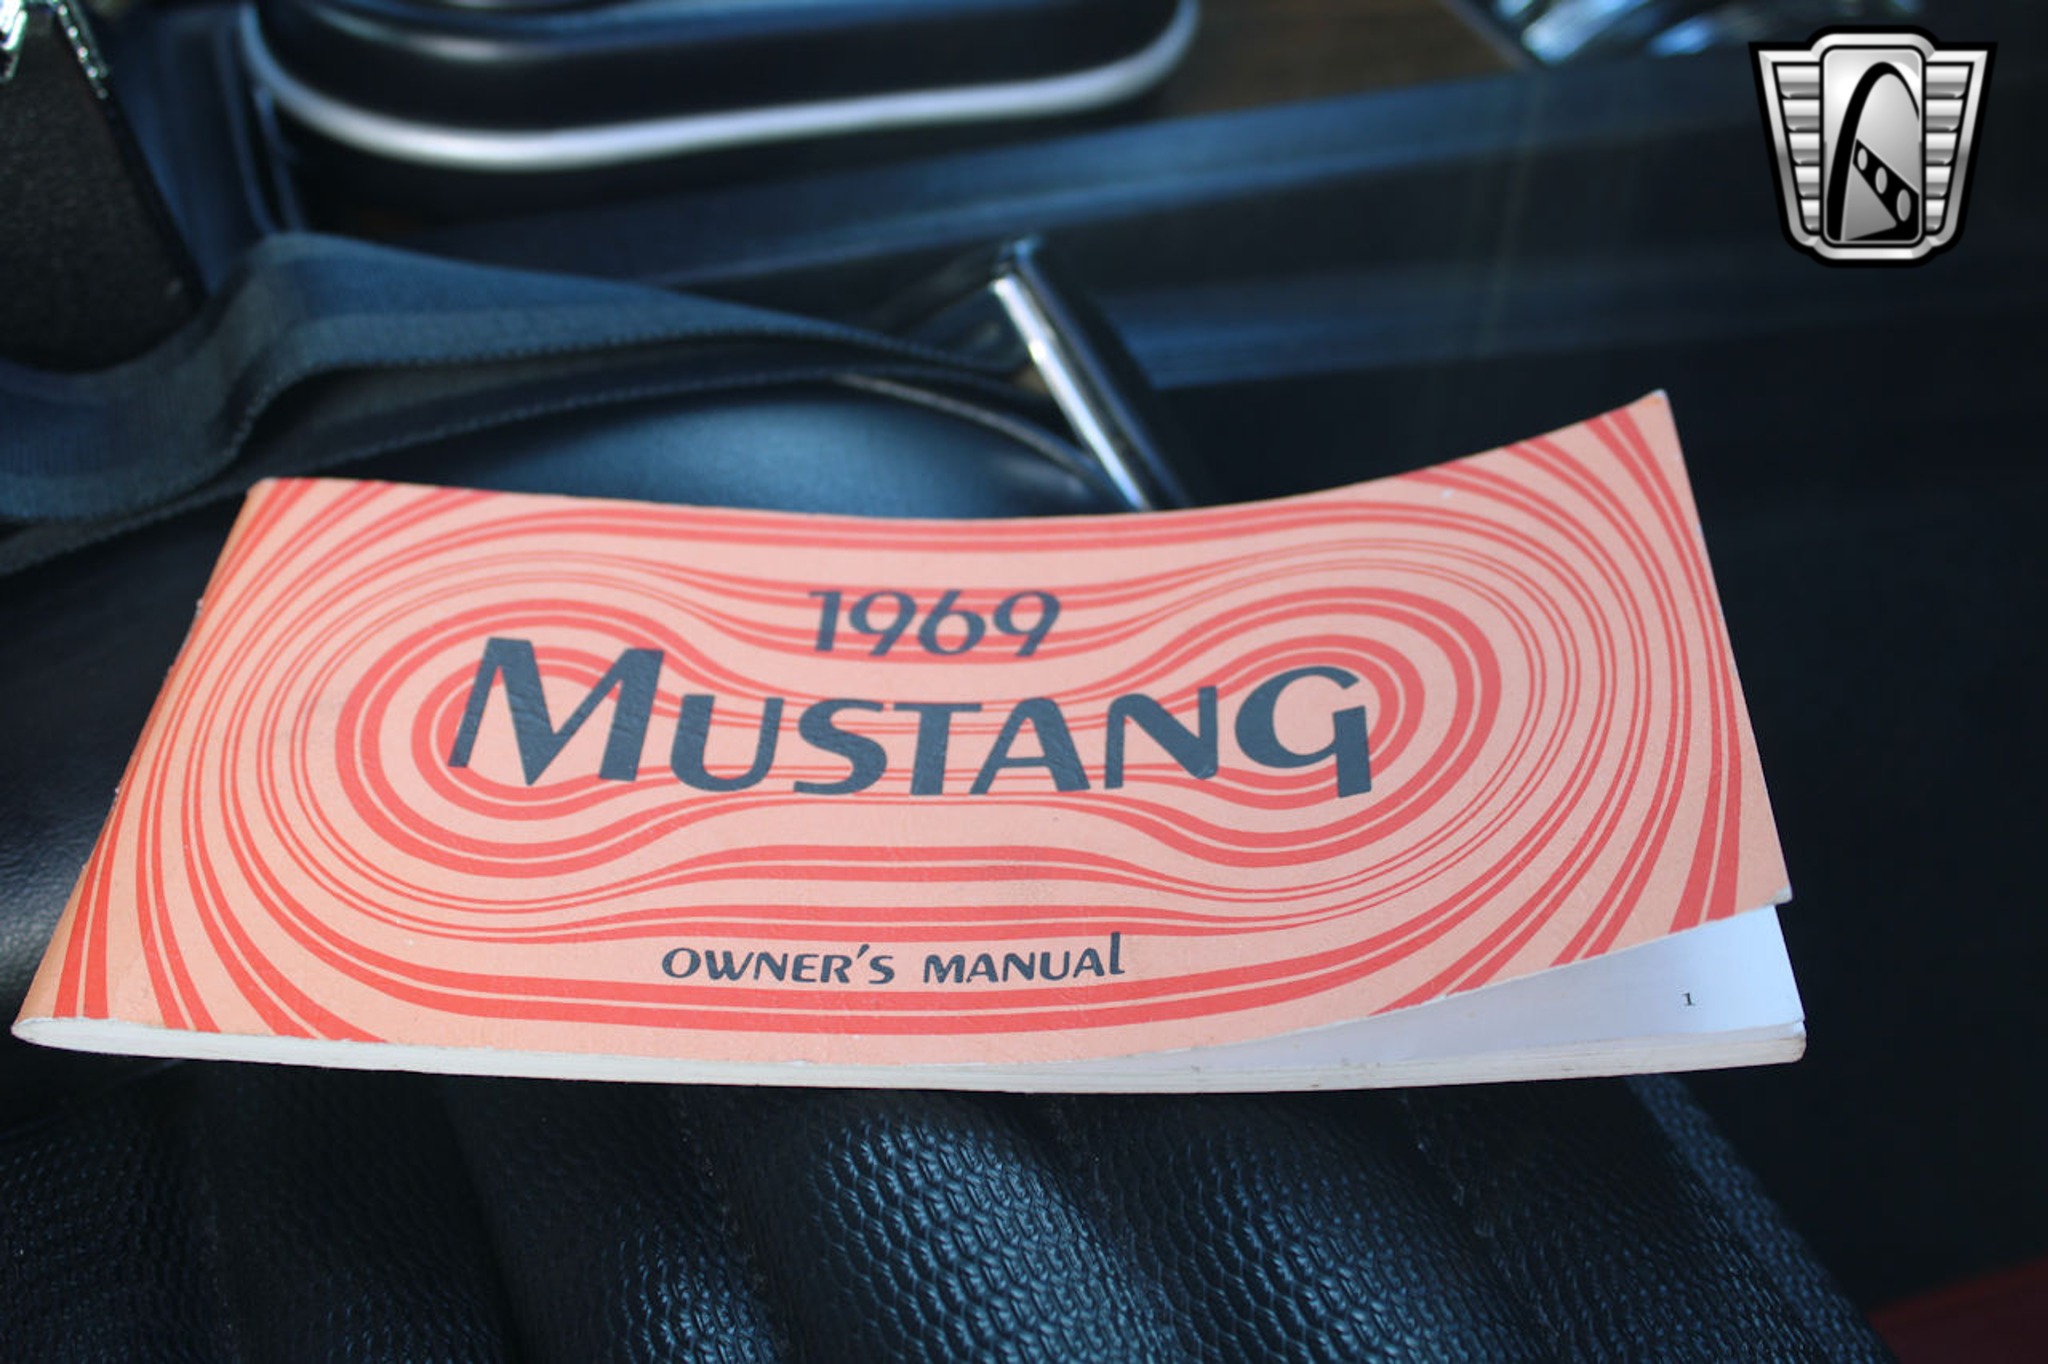 1969
MUSTANG
OWNER'S MANUAL
1